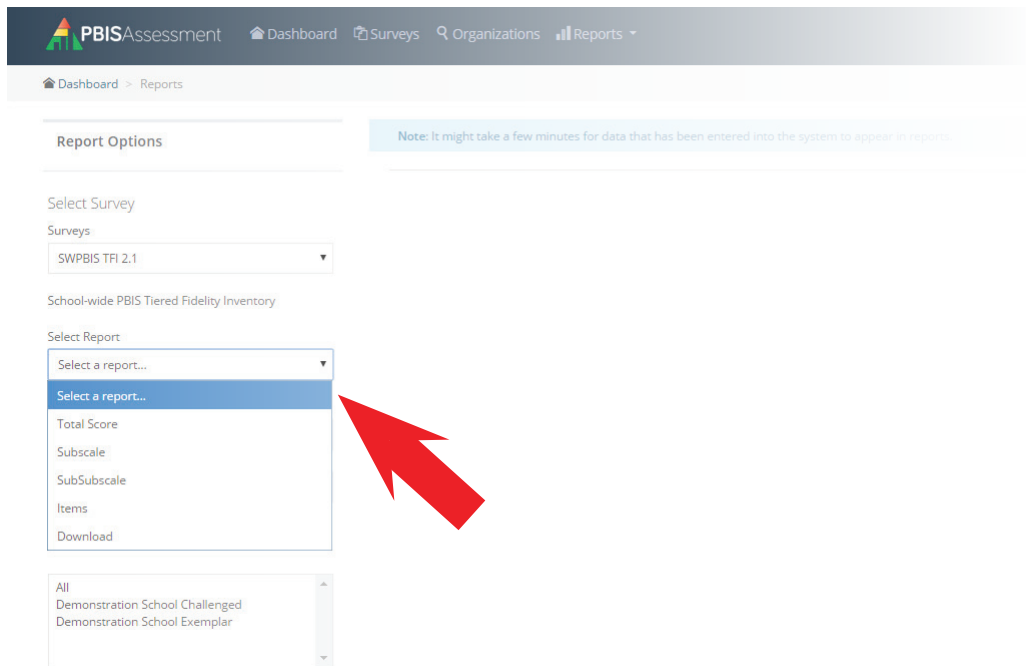 PBISAssessment Dashboard Surveys Organizations Reports
Dashboard > Reports
Report Options
Note: It might take a few minutes for data that has been entered into the system to appear in reports.
Select Survey
Surveys
SWPBIS TFI 2.1
School-wide PBIS Tiered Fidelity Inventory
Select Report
Select a report...
Select a report...
Total Score
Subscale
SubSubscale
Items
Download
All
Demonstration School Challenged
Demonstration School Exemplar